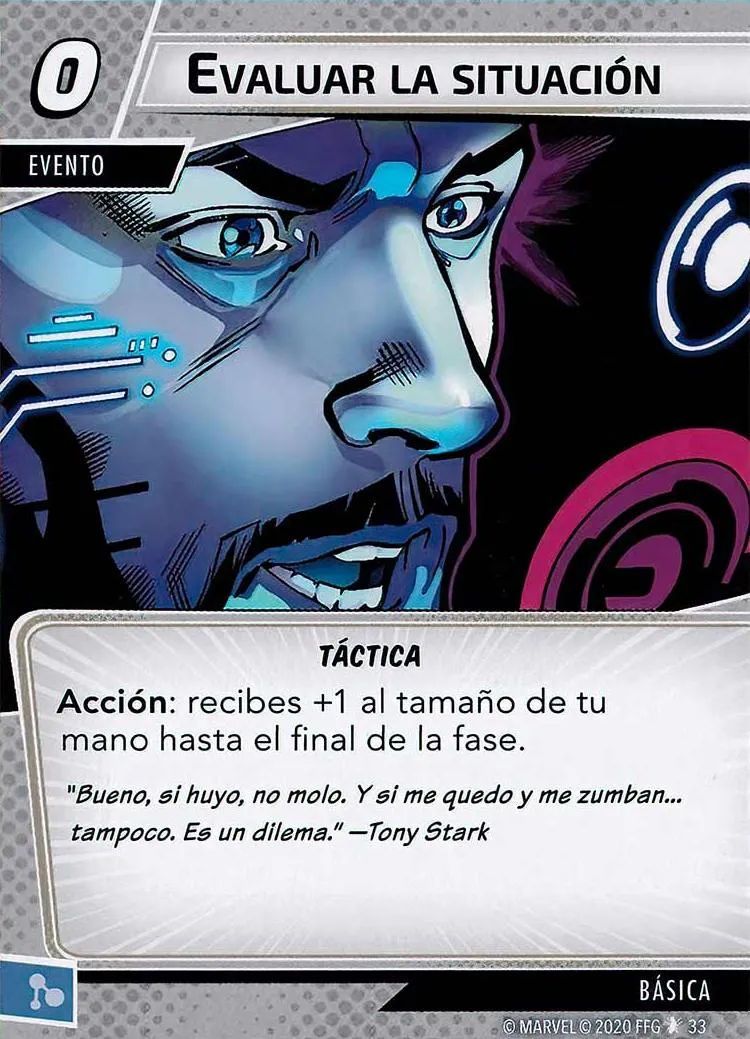 0
EVALUAR LA SITUACIÓN
EVENTO
TÁCTICA
Acción: recibes +1 al tamaño de tu
mano hasta el final de la fase.
"Bueno, si huyo, no molo. Y si me quedo y me zumban...
tampoco. Es un dilema." —Tony Stark
BÁSICA
© MARVEL © 2020 FFG 33